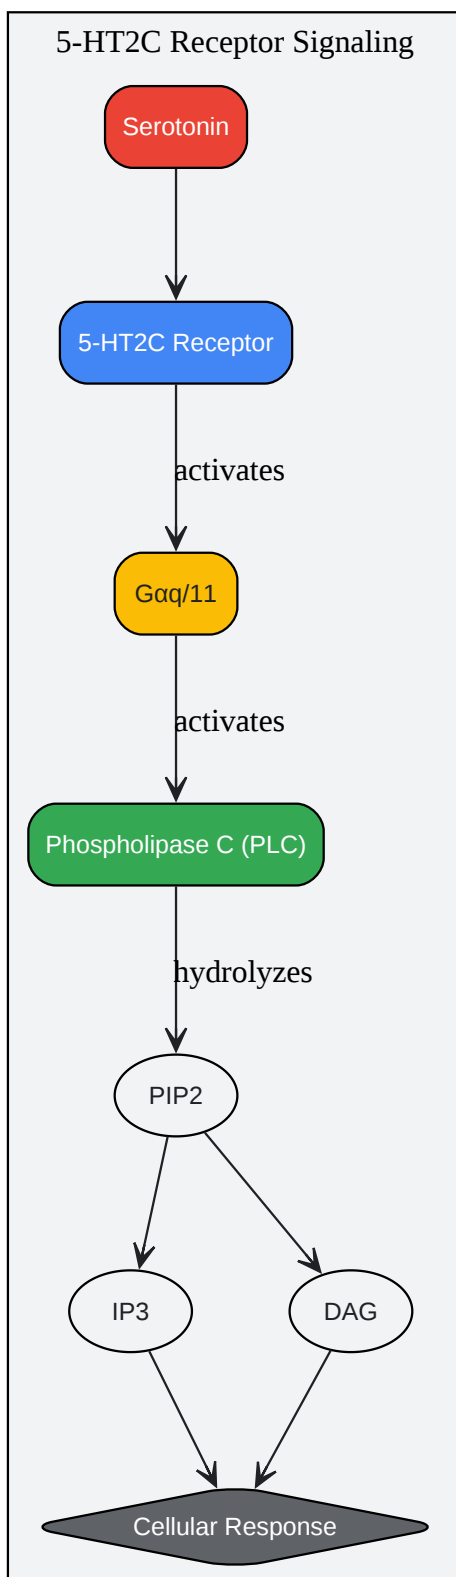 5-HT2C Receptor Signaling
Serotonin
5-HT2C Receptor
activates
Gαq/11
activates
Phospholipase C (PLC)
hydrolyzes
PIP2
IP3
DAG
Cellular Response